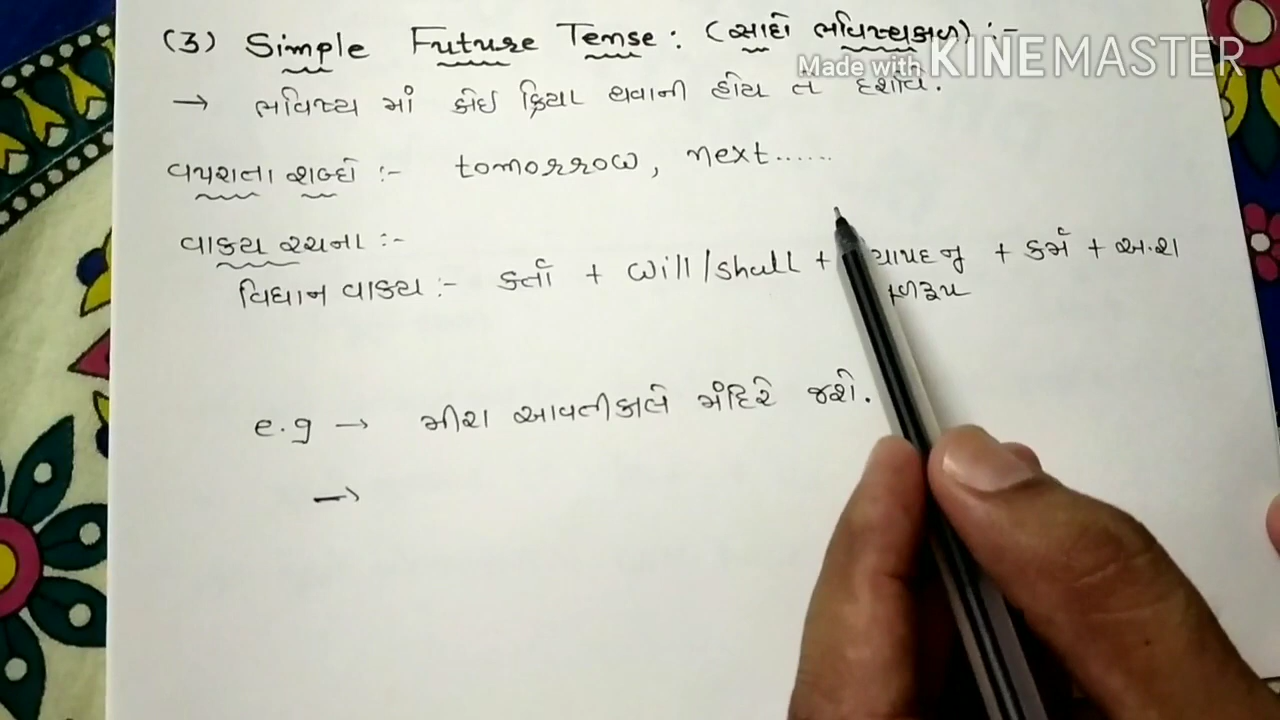 (3) Simple Future Tense : (સાદો ભવિષ્યકાળ) :-
Made with KINEMASTER
→ ભવિષ્ય માં કોઈ ક્રિયા થવાની હોય તે દર્શાવે.
વપરાતા શબ્દો :- tomorrow, next......
વાક્ય રચના :-
વિધાન વાક્ય :- કર્તા + will/shall + યાપદ નુ + કર્મ + અ.શ
ળરૂપ
e.g → મીરા આવતીકાલે મંદિરે જશે.
→